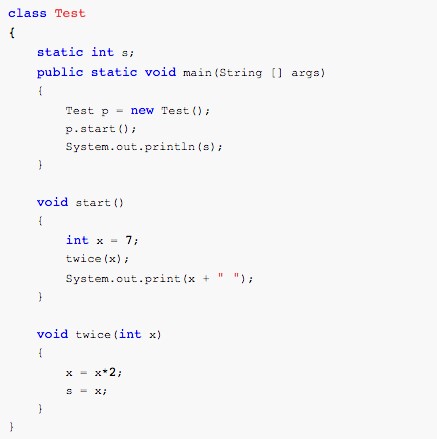 class Test
{
static int s;
public static void main(String [] args)
{
Test p = new Test();
p.start();
System.out.println(s);
}
void start()
{
int x = 7;
twice(x);
System.out.print(x + " ");
}
void twice(int x)
{
x = x*2;
s = x;
}
}